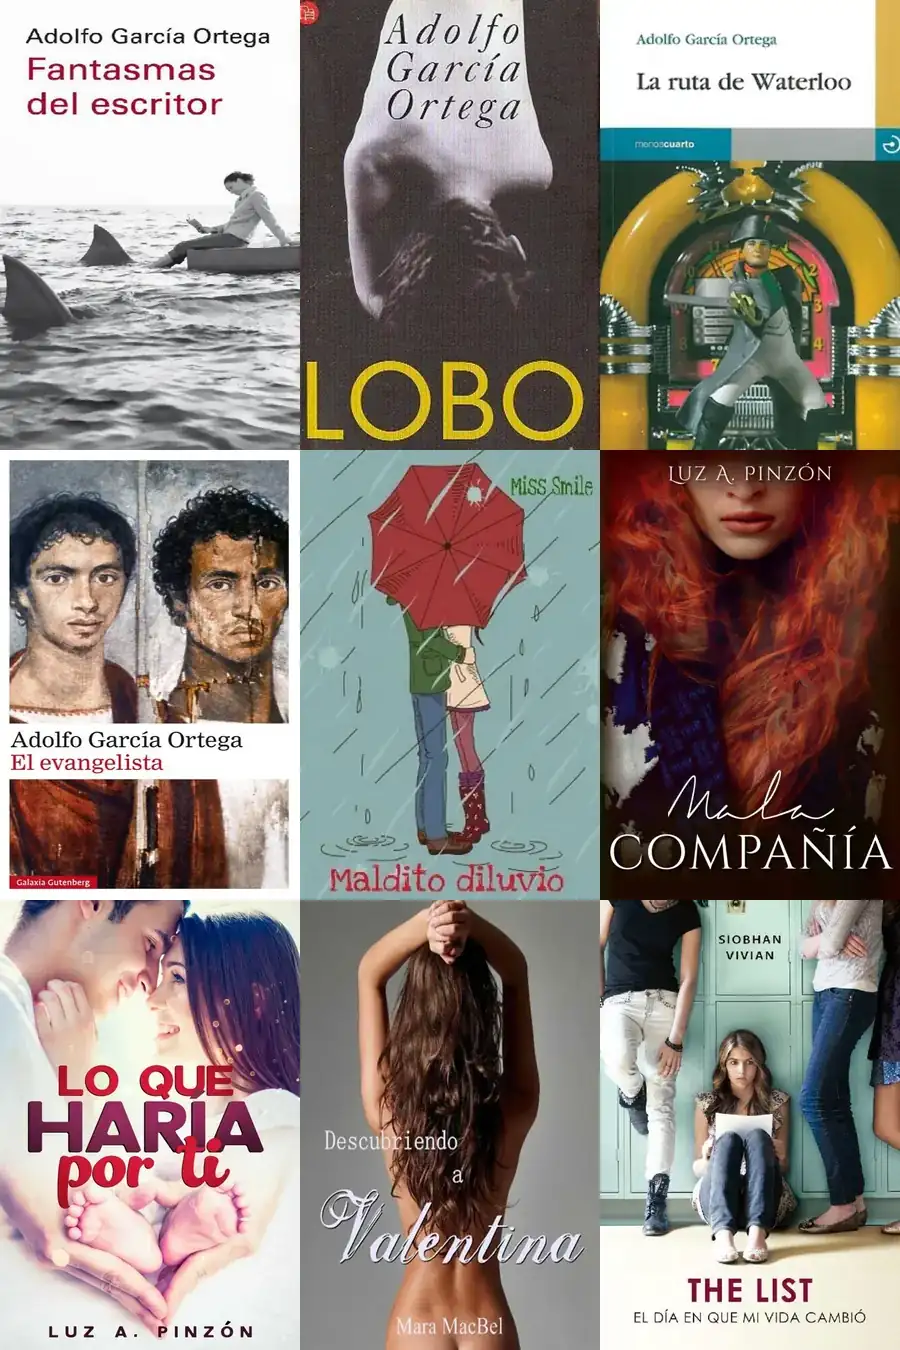 Adolfo García Ortega
Fantasmas
del escritor
Adolfo
García
Ortega
LOBO
Adolfo García Ortega
La ruta de Waterloo
menoscuarto
Adolfo García Ortega
El evangelista
Galaxia Gutenberg
Miss Smile
Maldito diluvio
LUZ A. PINZÓN
Mala
COMPAÑÍA
LO QUE
HARÍA
por ti
LUZ A. PINZÓN
Descubriendo
a
Valentina
Mara MacBel
SIOBHAN
VIVIAN
THE LIST
EL DÍA EN QUE MI VIDA CAMBIÓ